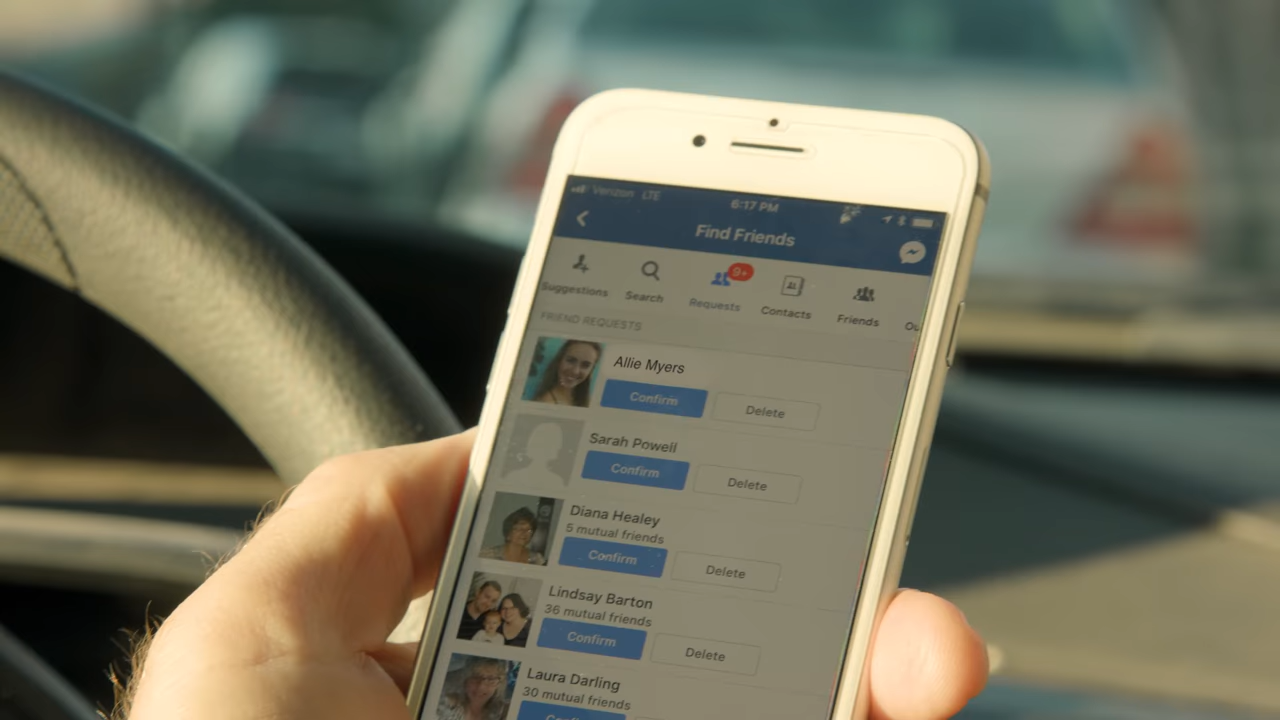 Verizon LTE 6:17 PM
Find Friends
Suggestions Search Requests 9+ Contacts Friends Ou
FRIEND REQUESTS
Allie Myers
Confirm Delete
Sarah Powell
Confirm Delete
Diana Healey
5 mutual friends
Confirm Delete
Lindsay Barton
36 mutual friends
Confirm Delete
Laura Darling
30 mutual friends